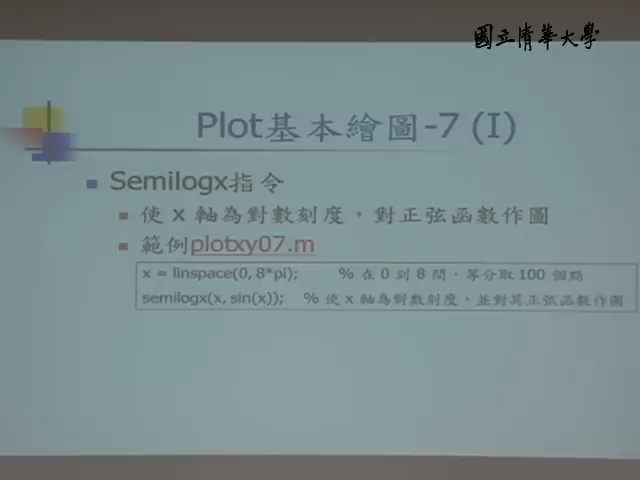 國立清華大學
Plot基本繪圖-7 (I)
Semilogx指令
使 x 軸為對數刻度，對正弦函數作圖
範例plotxy07.m
x = linspace(0, 8*pi); % 在 0 到 8 間，等分取 100 個點
semilogx(x, sin(x)); % 使 x 軸為對數刻度，並對其正弦函數作圖